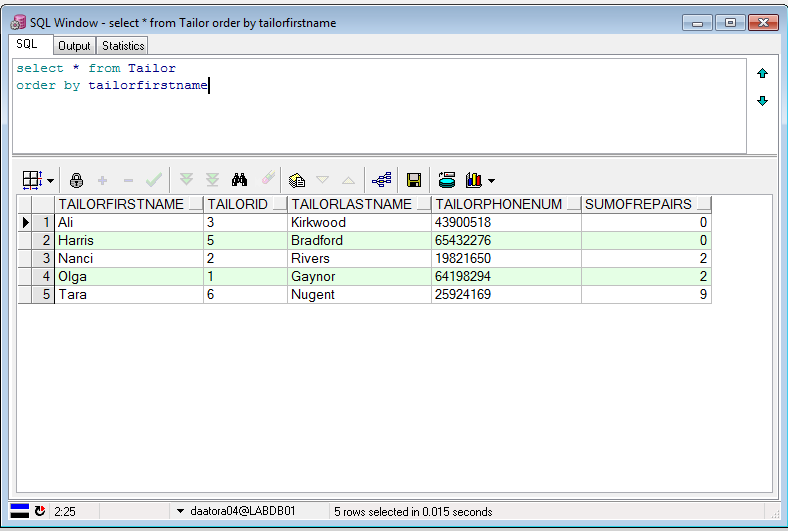 SQL Window - select * from Tailor order by tailorfirstname
SQL Output Statistics
select * from Tailor
order by tailorfirstname
TAILORFIRSTNAME TAILORID TAILORLASTNAME TAILORPHONENUM SUMOFREPAIRS
1 Ali 3 Kirkwood 43900518 0
2 Harris 5 Bradford 65432276 0
3 Nanci 2 Rivers 19821650 2
4 Olga 1 Gaynor 64198294 2
5 Tara 6 Nugent 25924169 9
2:25 daatora04@LABDB01 5 rows selected in 0.015 seconds